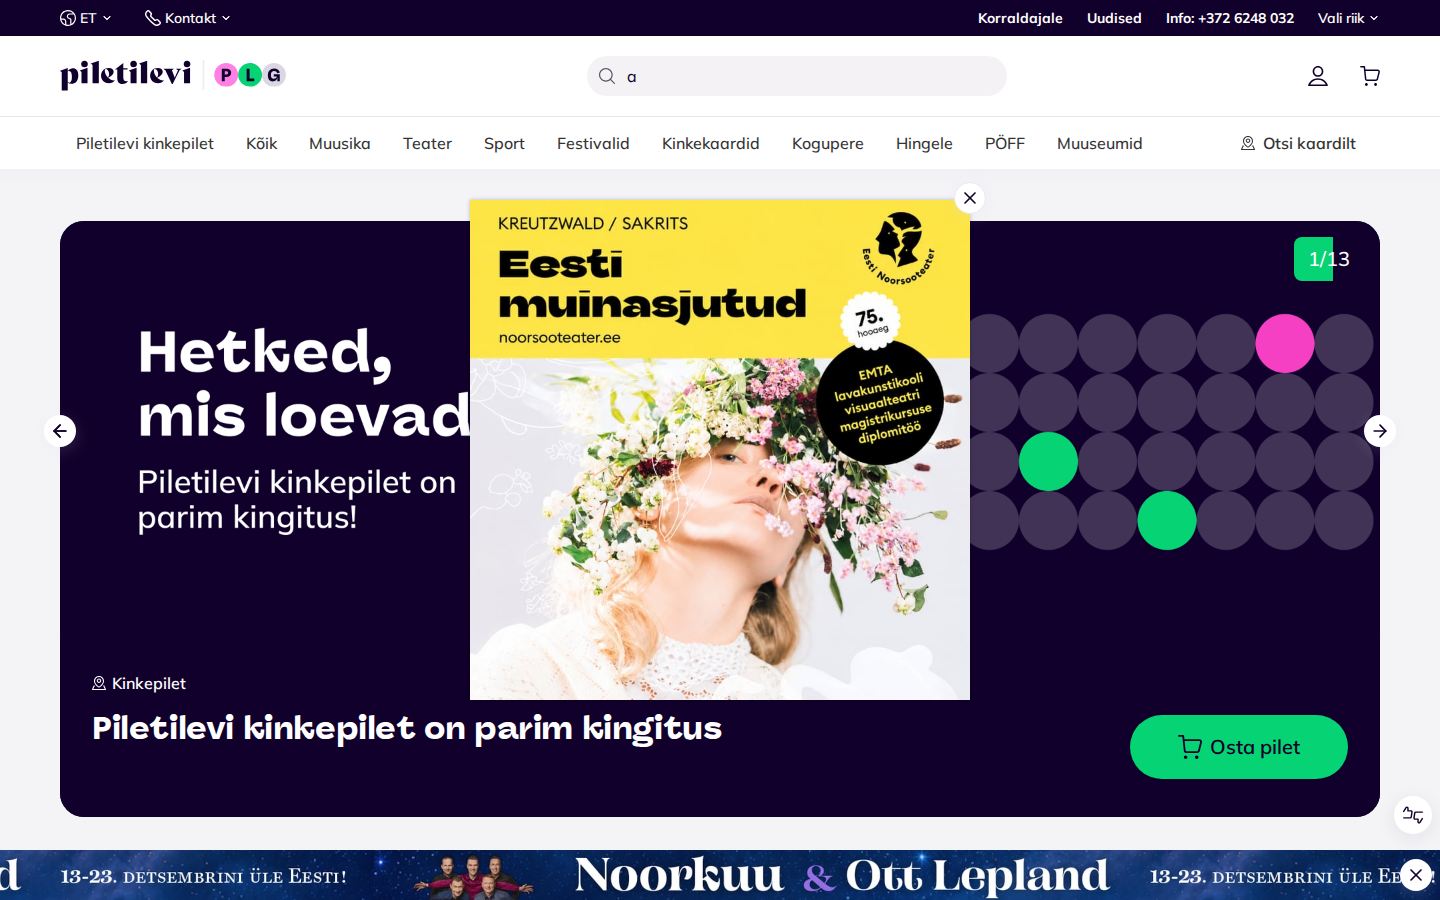 ET
Kontakt
Korraldajale
Uudised
Info: +372 6248 032
Vali riik
piletilevi
P L G
a
Piletilevi kinkepilet
Kõik
Muusika
Teater
Sport
Festivalid
Kinkekaardid
Kogupere
Hingele
PÖFF
Muuseumid
Otsi kaardilt
KREUTZWALD / SAKRITS
Eesti
muinasjutud
noorsooteater.ee
Eesti Noorsooteater
75.
hooaeg
EMTA
lavakunstikooli
visuaalteatri
magistrikursuse
diplomitöö
1/13
Hetked,
mis loevad
Piletilevi kinkepilet on
parim kingitus!
Kinkepilet
Piletilevi kinkepilet on parim kingitus
Osta pilet
d
13-23. DETSEMBRINI ÜLE EESTI!
Noorkuu & Ott Lepland
13-23. DETSEMBRINI ÜLE